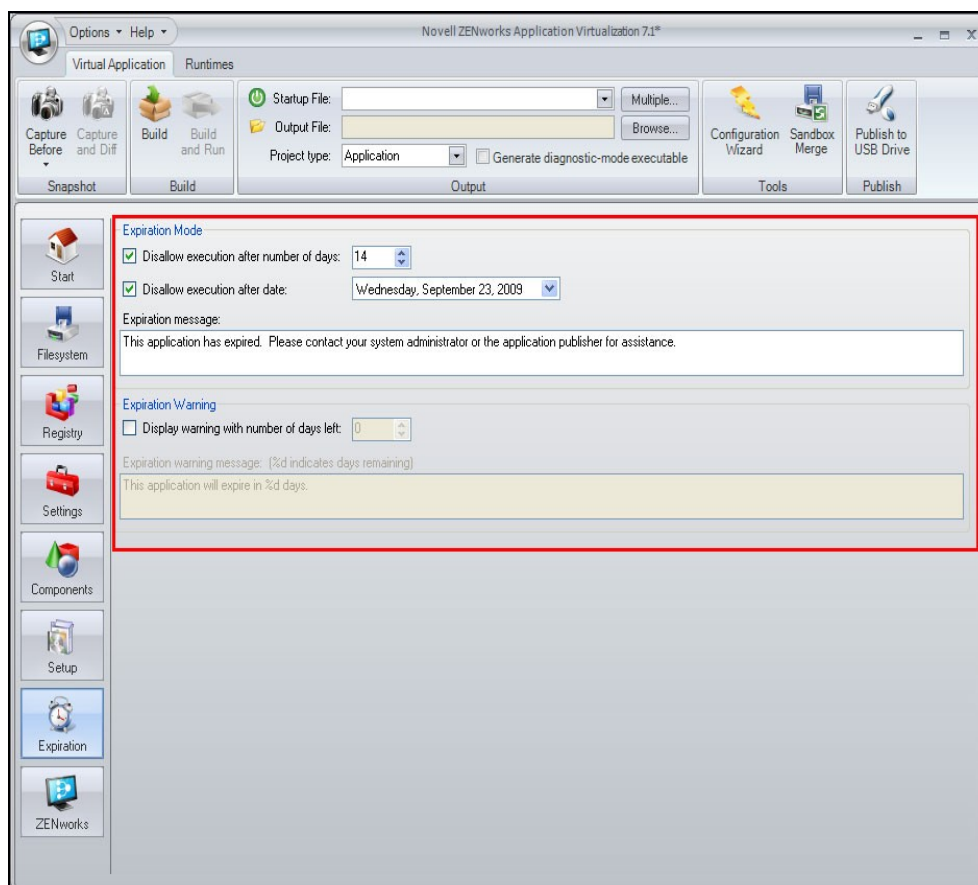 Options Help
Novell ZENworks Application Virtualization 7.1*
Virtual Application Runtimes
Capture Before
Capture and Diff
Snapshot
Build
Build and Run
Build
Startup File:
Multiple...
Output File:
Browse...
Project type: Application
Generate diagnostic-mode executable
Output
Configuration Wizard
Sandbox Merge
Tools
Publish to USB Drive
Publish
Start
Filesystem
Registry
Settings
Components
Setup
Expiration
ZENworks
Expiration Mode
Disallow execution after number of days: 14
Disallow execution after date: Wednesday, September 23, 2009
Expiration message:
This application has expired. Please contact your system administrator or the application publisher for assistance.
Expiration Warning
Display warning with number of days left: 0
Expiration warning message: (%d indicates days remaining)
This application will expire in %d days.